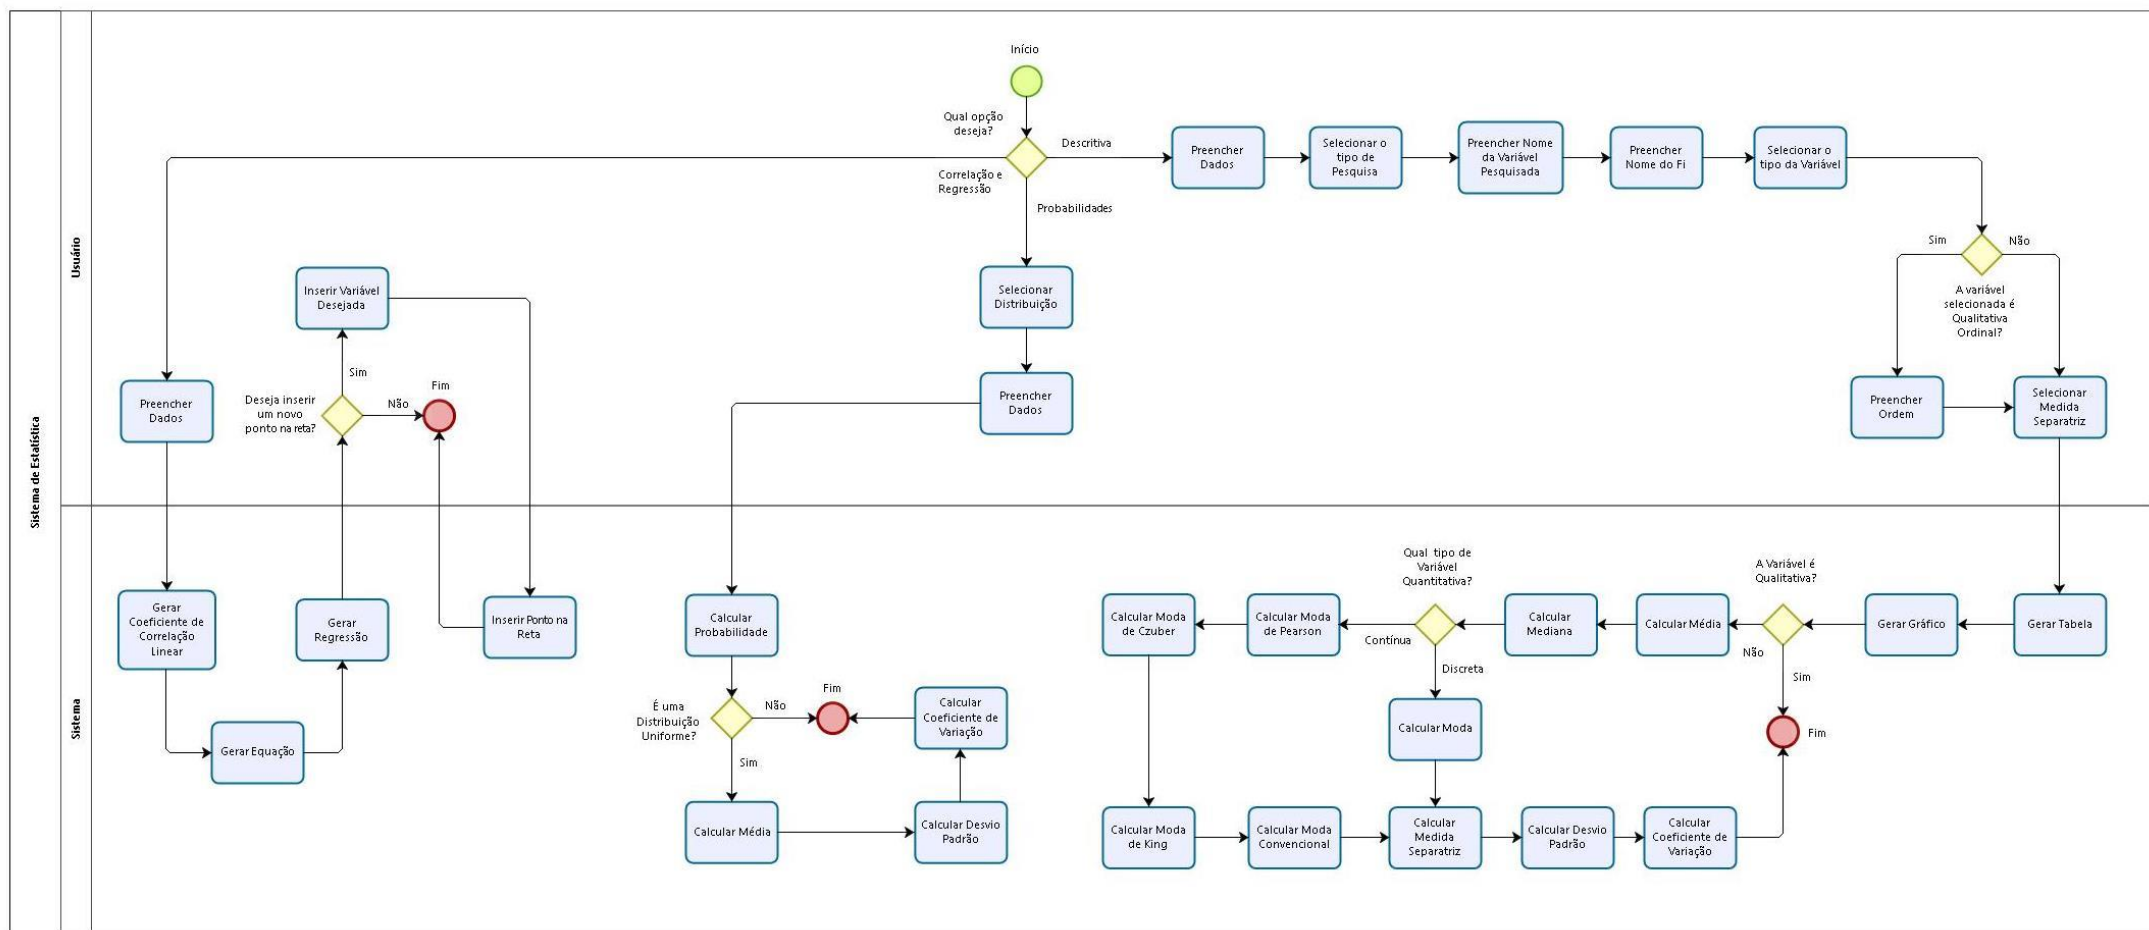 Sistema de Estatística
Usuário
Sistema
Início
Qual opção
deseja?
Descritiva
Correlação e
Regressão
Probabilidades
Preencher
Dados
Selecionar o
tipo de
Pesquisa
Preencher Nome
da Variável
Pesquisada
Preencher
Nome do Fi
Selecionar o
tipo da Variável
Sim
Não
A variável
selecionada é
Qualitativa
Ordinal?
Preencher
Ordem
Selecionar
Medida
Separatriz
Selecionar
Distribuição
Preencher
Dados
Inserir Variável
Desejada
Sim
Deseja inserir
um novo
ponto na reta?
Não
Fim
Preencher
Dados
Gerar
Coeficiente de
Correlação
Linear
Gerar Equação
Gerar
Regressão
Inserir Ponto na
Reta
Calcular
Probabilidade
É uma
Distribuição
Uniforme?
Não
Fim
Sim
Calcular Média
Calcular Desvio
Padrão
Calcular
Coeficiente de
Variação
Gerar Tabela
Gerar Gráfico
A Variável é
Qualitativa?
Não
Sim
Fim
Calcular Média
Calcular
Mediana
Qual tipo de
Variável
Quantitativa?
Contínua
Discreta
Calcular Moda
de Pearson
Calcular Moda
de Czuber
Calcular Moda
Calcular Moda
de King
Calcular Moda
Convencional
Calcular
Medida
Separatriz
Calcular Desvio
Padrão
Calcular
Coeficiente de
Variação